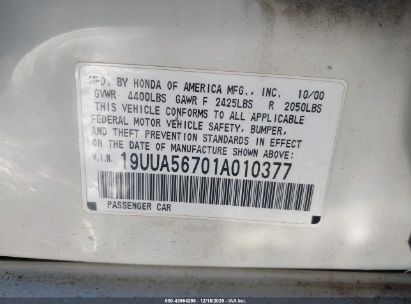 MFD. BY HONDA OF AMERICA MFG., INC. 10/00
GVWR 4400LBS GAWR F 2425LBS R 2050LBS
THIS VEHICLE CONFORMS TO ALL APPLICABLE
FEDERAL MOTOR VEHICLE SAFETY, BUMPER,
AND THEFT PREVENTION STANDARDS IN EFFECT
ON THE DATE OF MANUFACTURE SHOWN ABOVE.
V.I.N. 19UUA56701A010377
PASSENGER CAR